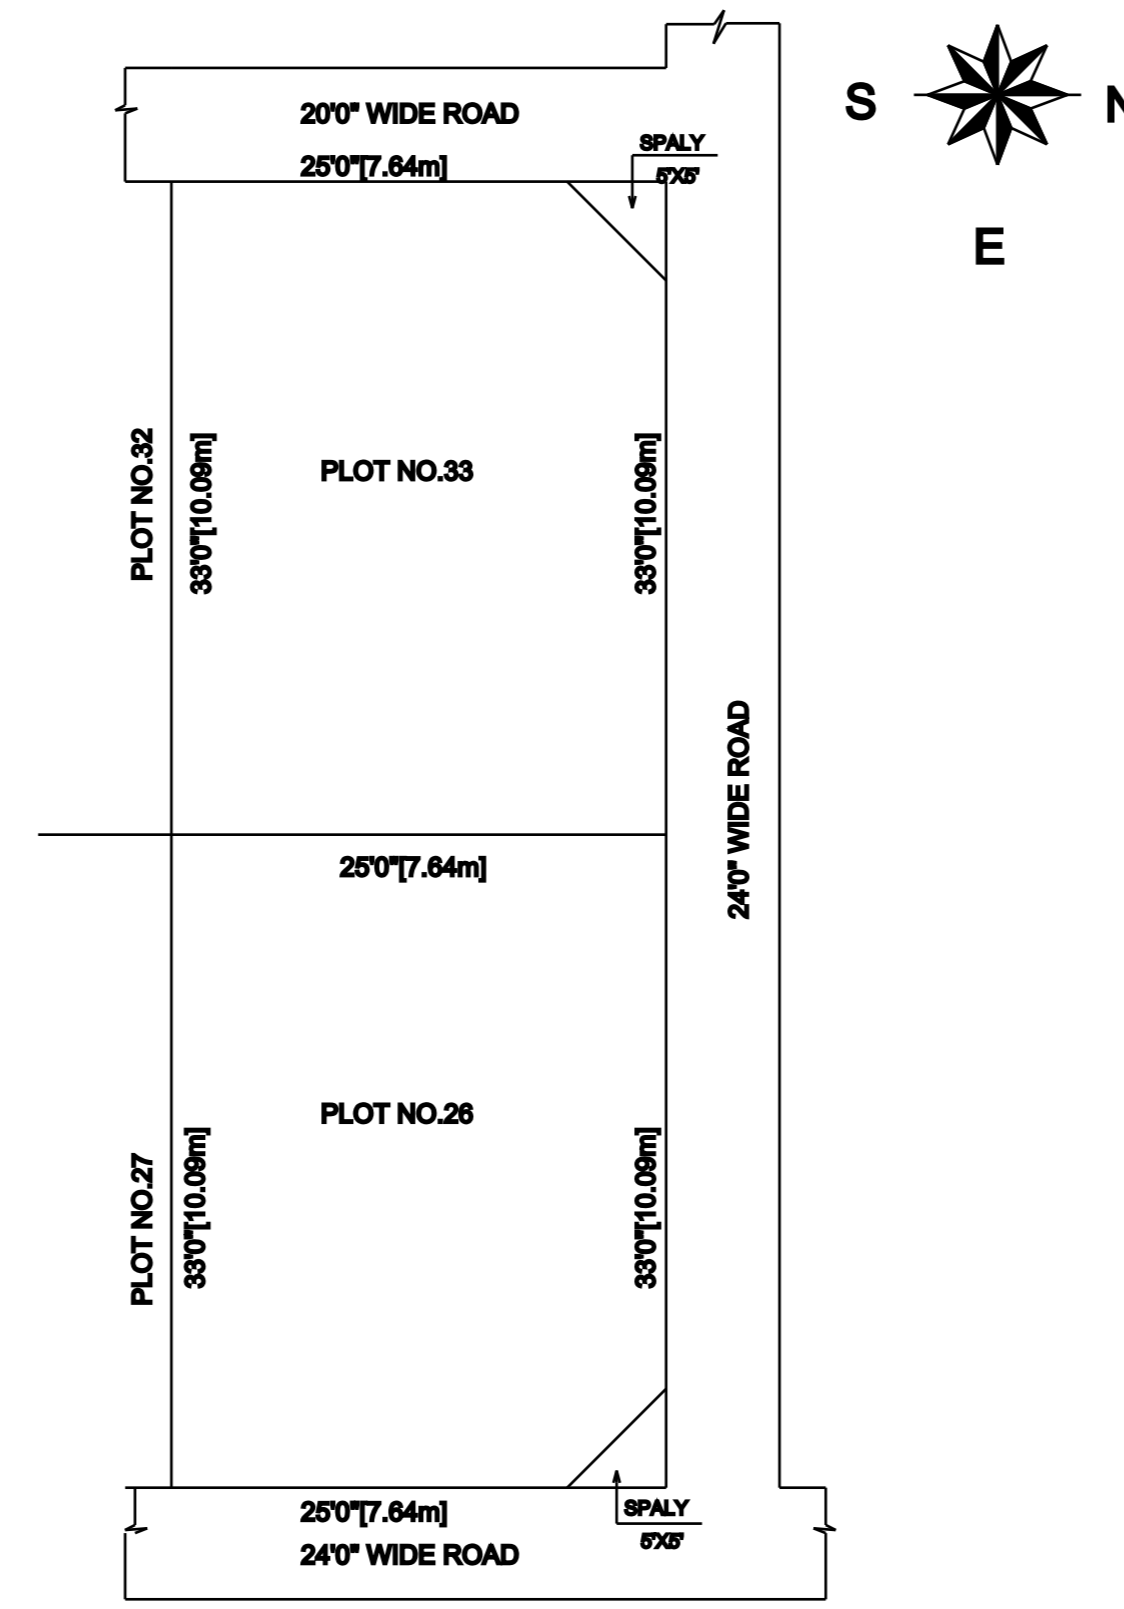 20'0" WIDE ROAD
25'0"[7.64m]
SPALY
5'X5'
S
N
E
PLOT NO.32
33'0"[10.09m]
PLOT NO.33
33'0"[10.09m]
24'0" WIDE ROAD
25'0"[7.64m]
PLOT NO.27
33'0"[10.09m]
PLOT NO.26
33'0"[10.09m]
25'0"[7.64m]
24'0" WIDE ROAD
SPALY
5'X5'